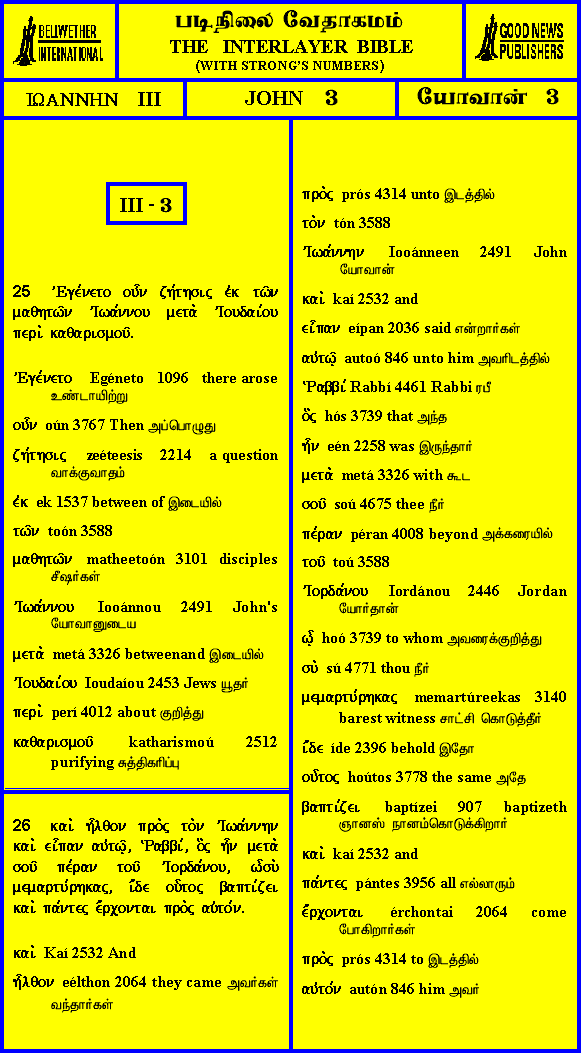 BELLWETHER
INTERNATIONAL
படிநிலை வேதாகமம்
THE INTERLAYER BIBLE
(WITH STRONG'S NUMBERS)
GOOD NEWS
PUBLISHERS
ΙΩΑΝΝΗΝ III
JOHN 3
யோவான் 3
III - 3
25 Ἐγένετο οὖν ζήτησις ἐκ τῶν
μαθητῶν Ἰωάννου μετὰ Ἰουδαίου
περὶ καθαρισμοῦ.
Ἐγένετο Egéneto 1096 there arose
உண்டாயிற்று
οὖν oún 3767 Then அப்பொழுது
ζήτησις zeéteesis 2214 a question
வாக்குவாதம்
ἐκ ek 1537 between of இடையில்
τῶν toón 3588
μαθητῶν matheetoón 3101 disciples
சீஷர்கள்
Ἰωάννου Iooánnou 2491 John's
யோவானுடைய
μετὰ metá 3326 betweenand இடையில்
Ἰουδαίου Ioudaíou 2453 Jews யூதர்
περὶ perí 4012 about குறித்து
καθαρισμοῦ katharismoú 2512
purifying சுத்திகரிப்பு
26 καὶ ἦλθον πρὸς τὸν Ἰωάννην
καὶ εἶπαν αὐτῷ, Ῥαββί, ὃς ἦν μετὰ
σοῦ πέραν τοῦ Ἰορδάνου, ᾧσὺ
μεμαρτύρηκας, ἴδε οὗτος βαπτίζει
καὶ πάντες ἔρχονται πρὸς αὐτόν.
καὶ Kaí 2532 And
ἦλθον eélthon 2064 they came அவர்கள்
வந்தார்கள்
πρὸς prós 4314 unto இடத்தில்
τὸν tón 3588
Ἰωάννην Iooánneen 2491 John
யோவான்
καὶ kaí 2532 and
εἶπαν eípan 2036 said என்றார்கள்
αὐτῷ autoó 846 unto him அவரிடத்தில்
Ῥαββί Rabbí 4461 Rabbi ரபீ
ὃς hós 3739 that அந்த
ἦν eén 2258 was இருந்தார்
μετὰ metá 3326 with கூட
σοῦ soú 4675 thee நீர்
πέραν péran 4008 beyond அக்கரையில்
τοῦ toú 3588
Ἰορδάνου Iordánou 2446 Jordan
யோர்தான்
ᾧ hoó 3739 to whom அவரைக்குறித்து
σὺ sú 4771 thou நீர்
μεμαρτύρηκας memartúreekas 3140
barest witness சாட்சி கொடுத்தீர்
ἴδε íde 2396 behold இதோ
οὗτος hoútos 3778 the same அதே
βαπτίζει baptízei 907 baptizeth
ஞானஸ் நானம்கொடுக்கிறார்
καὶ kaí 2532 and
πάντες pántes 3956 all எல்லாரும்
ἔρχονται érchontai 2064 come
போகிறார்கள்
πρὸς prós 4314 to இடத்தில்
αὐτόν autón 846 him அவர்